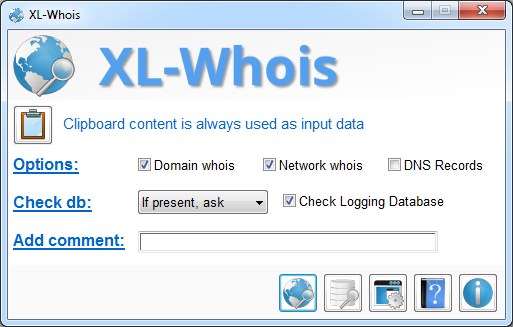 XL-Whois
XL-Whois
Clipboard content is always used as input data
Options: Domain whois Network whois DNS Records
Check db: If present, ask Check Logging Database
Add comment: